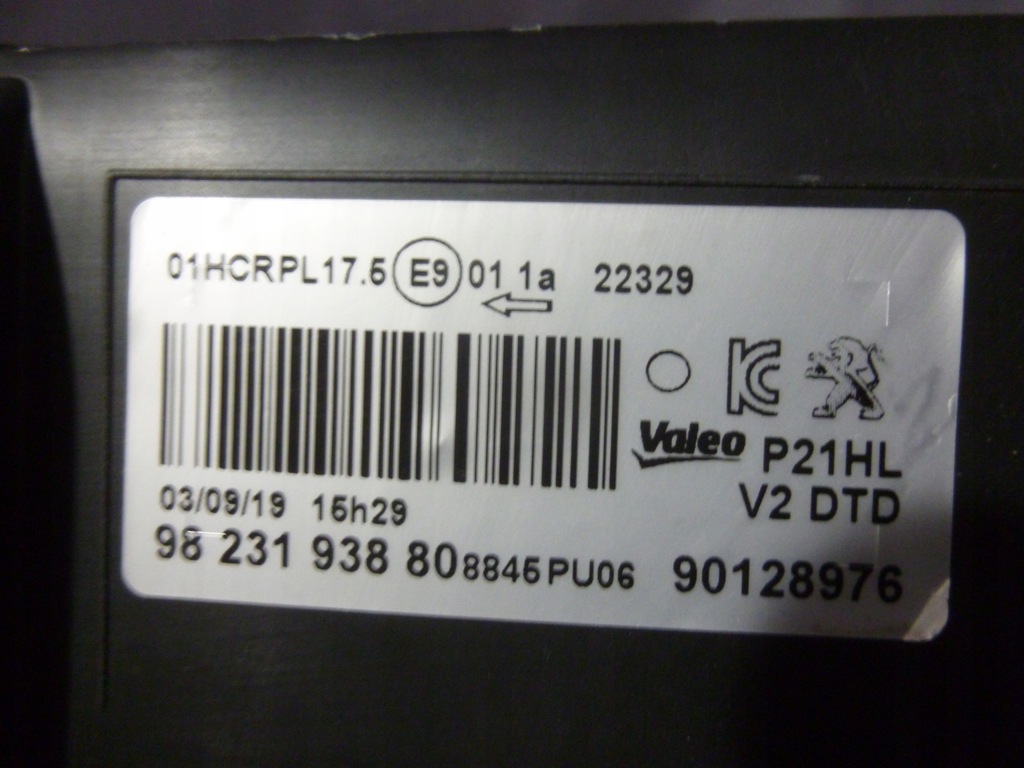 01HCRPL17.5 E9 01 1a 22329
KC
Valeo P21HL
V2 DTD
03/09/19 15h29
98 231 938 80 8845PU06 90128976